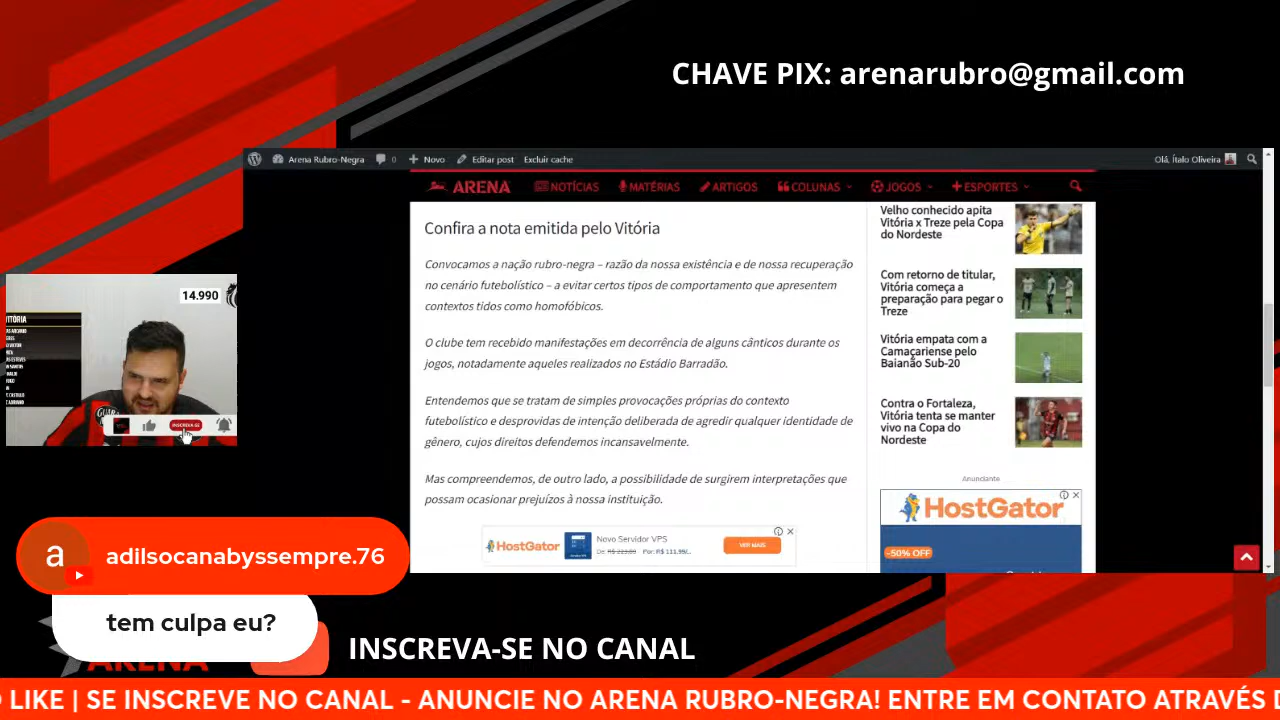 CHAVE PIX: arenarubro@gmail.com
Arena Rubro-Negra 0 Novo Editar post Excluir cache Olá, Ítalo Oliveira
ARENA NOTÍCIAS MATÉRIAS ARTIGOS COLUNAS JOGOS ESPORTES
Confira a nota emitida pelo Vitória
Convocamos a nação rubro-negra – razão da nossa existência e de nossa recuperação
no cenário futebolístico – a evitar certos tipos de comportamento que apresentem
contextos tidos como homofóbicos.
O clube tem recebido manifestações em decorrência de alguns cânticos durante os
jogos, notadamente aqueles realizados no Estádio Barradão.
Entendemos que se tratam de simples provocações próprias do contexto
futebolístico e desprovidas de intenção deliberada de agredir qualquer identidade de
gênero, cujos direitos defendemos incansavelmente.
Mas compreendemos, de outro lado, a possibilidade de surgirem interpretações que
possam ocasionar prejuízos à nossa instituição.
HostGator
Novo Servidor VPS
VER MAIS
Velho conhecido apita
Vitória x Treze pela Copa
do Nordeste
Com retorno de titular,
Vitória começa a
preparação para pegar o
Treze
Vitória empata com a
Camaçariense pelo
Baianão Sub-20
Contra o Fortaleza,
Vitória tenta se manter
vivo na Copa do
Nordeste
Anunciante
HostGator
-50% OFF
14.990
INSCREVA-SE
a
adilsocanabyssempre.76
tem culpa eu?
INSCREVA-SE NO CANAL
LIKE | SE INSCREVE NO CANAL - ANUNCIE NO ARENA RUBRO-NEGRA! ENTRE EM CONTATO ATRAVÉS